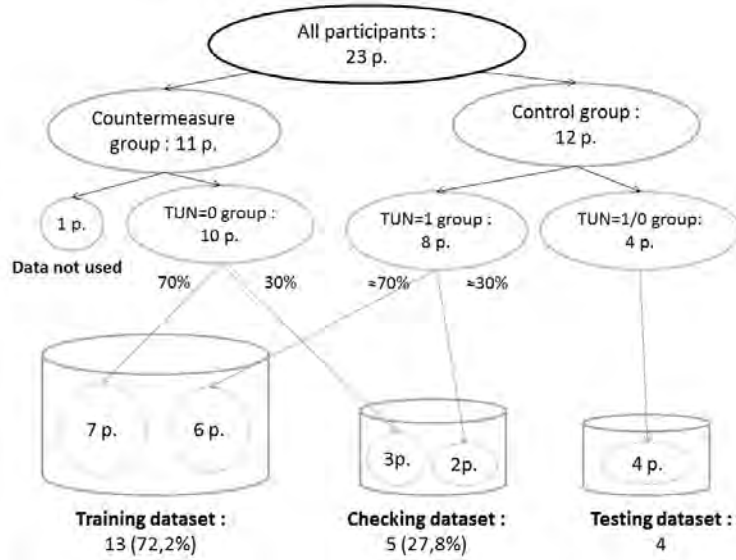 All participants :
23 p.
Countermeasure
group : 11 p.
Control group :
12 p.
1 p.
TUN=0 group :
10 p.
TUN=1 group :
8 p.
TUN=1/0 group:
4 p.
Data not used
70%
30%
≈70%
≈30%
7 p.
6 p.
3p.
2p.
4 p.
Training dataset :
13 (72,2%)
Checking dataset :
5 (27,8%)
Testing dataset :
4